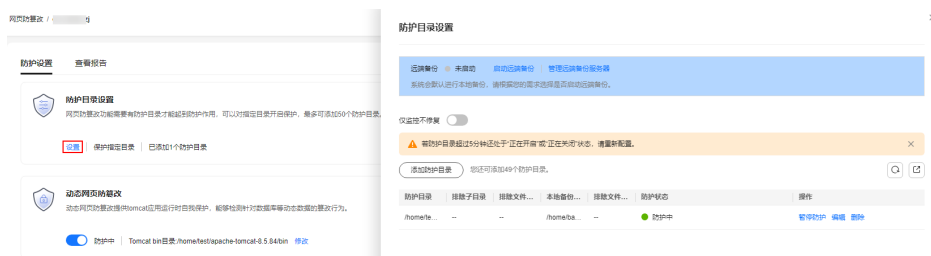 网页防篡改 /
防护设置 查看报告
防护目录设置
网页防篡改功能需要有防护目录才能起到防护作用，可以对指定目录开启保护，最多可添加50个防护目录。
设置 保护指定目录 已添加1个防护目录
动态网页防篡改
动态网页防篡改提供tomcat应用运行时自我保护，能够检测针对数据库等动态数据的篡改行为。
防护中 Tomcat bin目录:/home/test/apache-tomcat-8.5.84/bin 修改
防护目录设置
远端备份 未启动 启动远端备份 管理远端备份服务器
系统会默认进行本地备份，请根据您的需求选择是否启动远端备份。
仅监控不修复
若防护目录超过5分钟还处于“正在开启”或“正在关闭”状态，请重新配置。
添加防护目录 您还可添加49个防护目录。
防护目录 排除子目录 排除文件... 本地备份... 排除文件... 防护状态 操作
/home/te... -- -- /home/ba... -- 防护中 暂停防护 编辑 删除